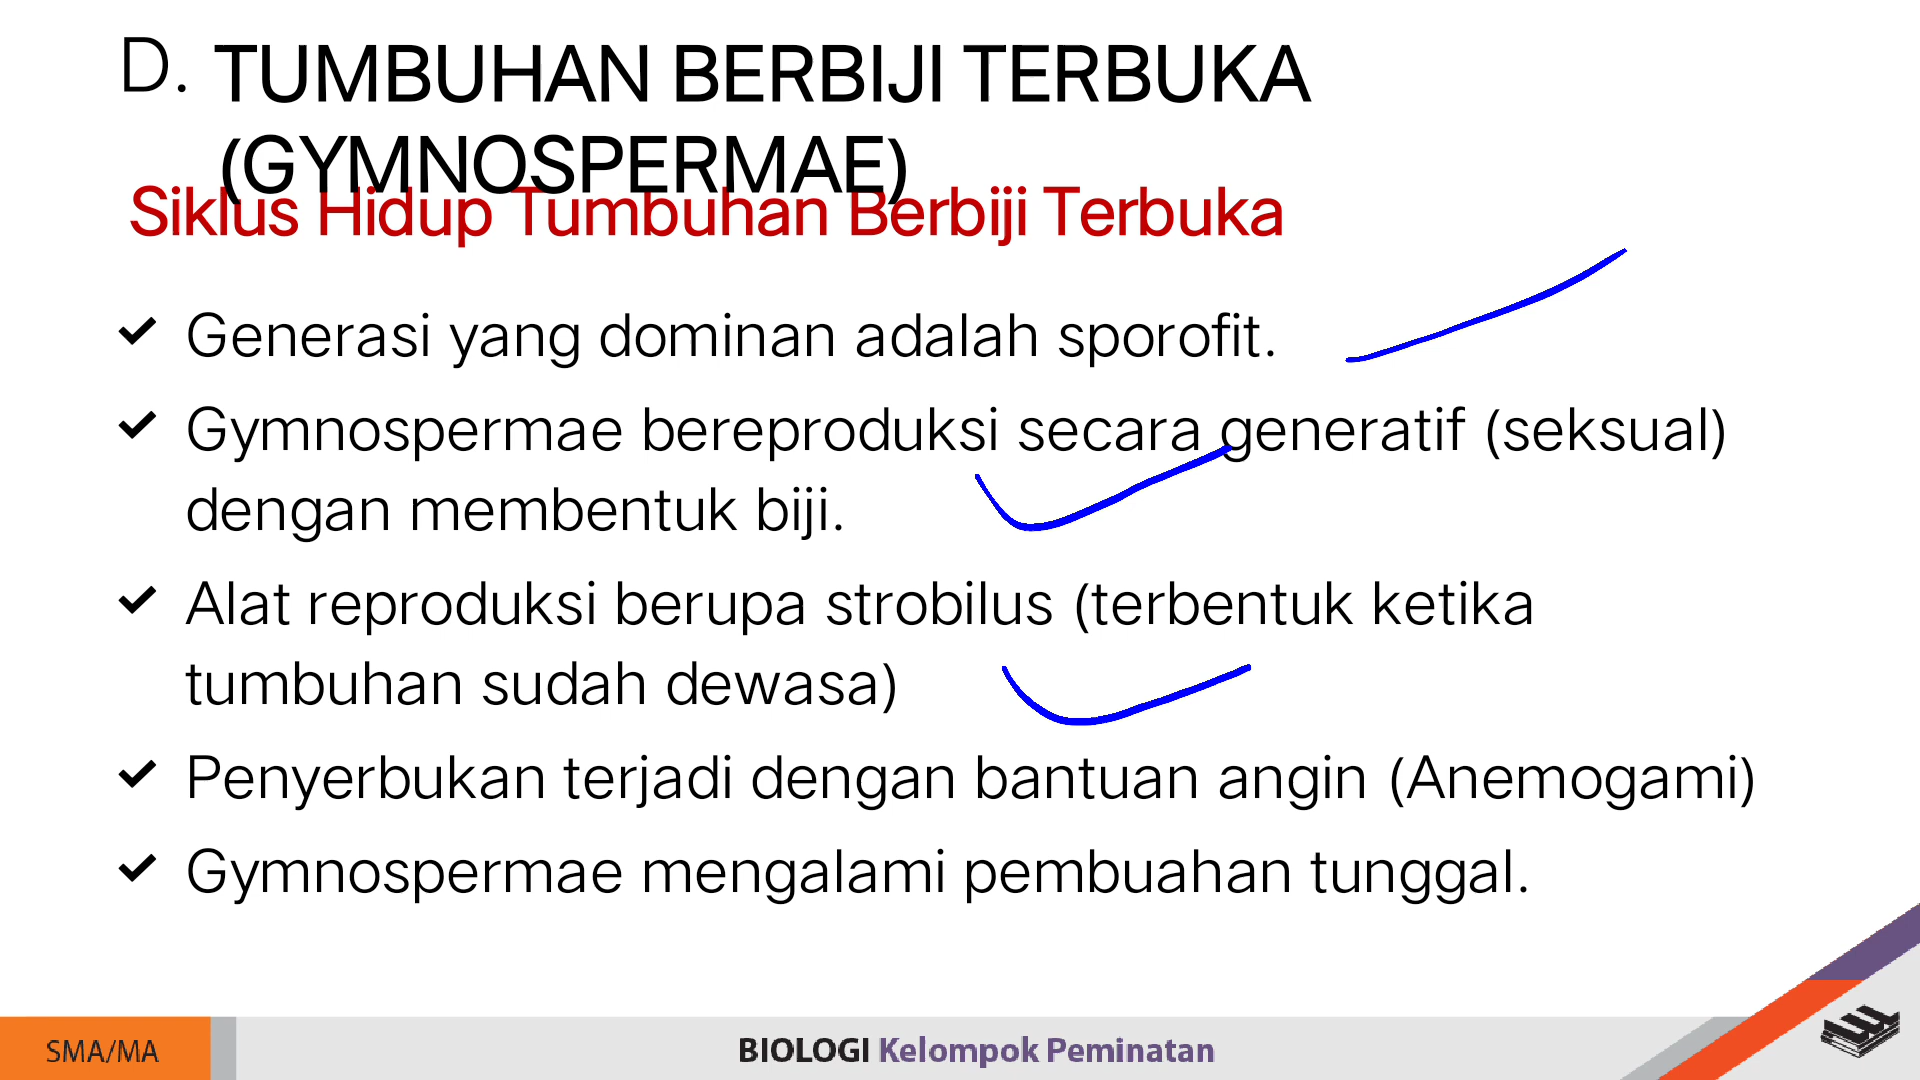 D. TUMBUHAN BERBIJI TERBUKA
(GYMNOSPERMAE)
Siklus Hidup Tumbuhan Berbiji Terbuka
Generasi yang dominan adalah sporofit.
Gymnospermae bereproduksi secara generatif (seksual)
dengan membentuk biji.
Alat reproduksi berupa strobilus (terbentuk ketika
tumbuhan sudah dewasa)
Penyerbukan terjadi dengan bantuan angin (Anemogami)
Gymnospermae mengalami pembuahan tunggal.
SMA/MA
BIOLOGI Kelompok Peminatan